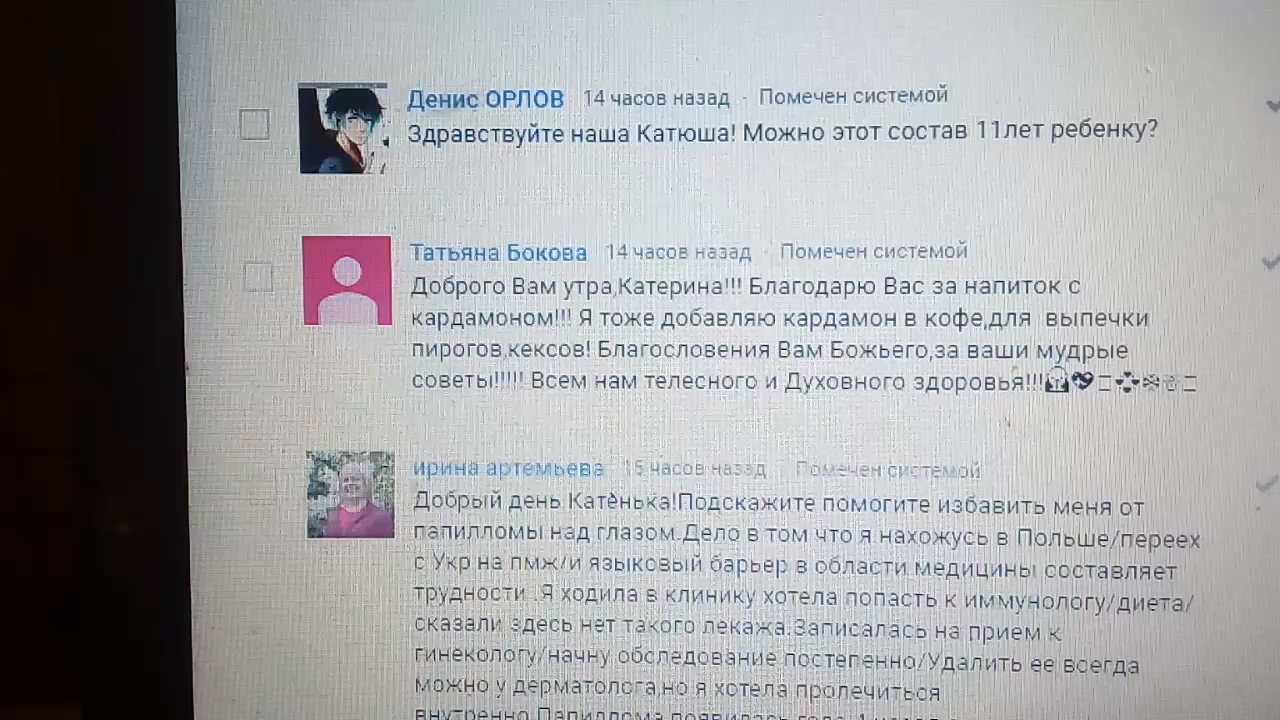 Денис ОРЛОВ 14 часов назад · Помечен системой
Здравствуйте наша Катюша! Можно этот состав 11лет ребенку?
Татьяна Бокова 14 часов назад · Помечен системой
Доброго Вам утра,Катерина!!! Благодарю Вас за напиток с
кардамоном!!! Я тоже добавляю кардамон в кофе,для выпечки
пирогов,кексов! Благословения Вам Божьего,за ваши мудрые
советы!!!!! Всем нам телесного и Духовного здоровья!!!
ирина артемьева 15 часов назад · Помечен системой
Добрый день Катенька!Подскажите помогите избавить меня от
папилломы над глазом.Дело в том что я нахожусь в Польше/переех
с Укр на пмж/и языковый барьер в области медицины составляет
трудности .Я ходила в клинику хотела попасть к иммунологу/диета/
сказали здесь нет такого лекажа.Записалась на прием к
гинекологу/начну обследование постепенно/Удалить ее всегда
можно у дерматолога,но я хотела пролечиться
внутренно.Папиллома появилась